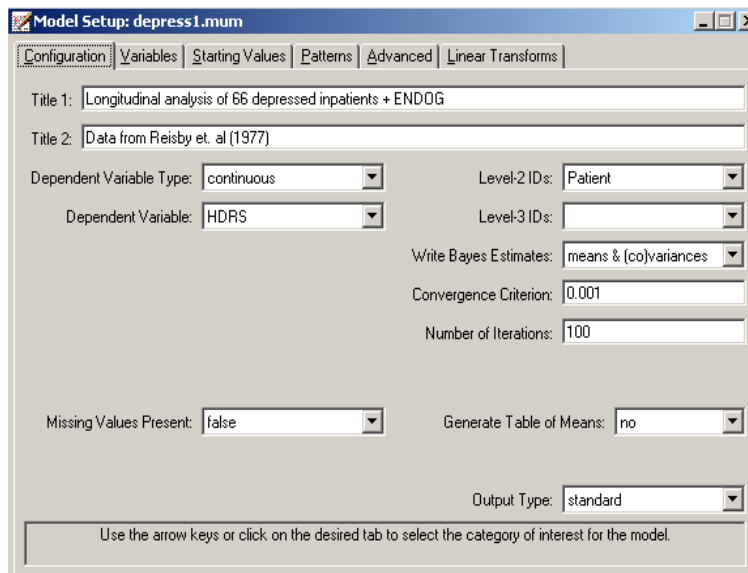 Model Setup: depress1.mum
Configuration Variables Starting Values Patterns Advanced Linear Transforms
Title 1: Longitudinal analysis of 66 depressed inpatients + ENDOG
Title 2: Data from Reisby et. al (1977)
Dependent Variable Type: continuous Level-2 IDs: Patient
Dependent Variable: HDRS Level-3 IDs:
Write Bayes Estimates: means & (co)variances
Convergence Criterion: 0.001
Number of Iterations: 100
Missing Values Present: false Generate Table of Means: no
Output Type: standard
Use the arrow keys or click on the desired tab to select the category of interest for the model.